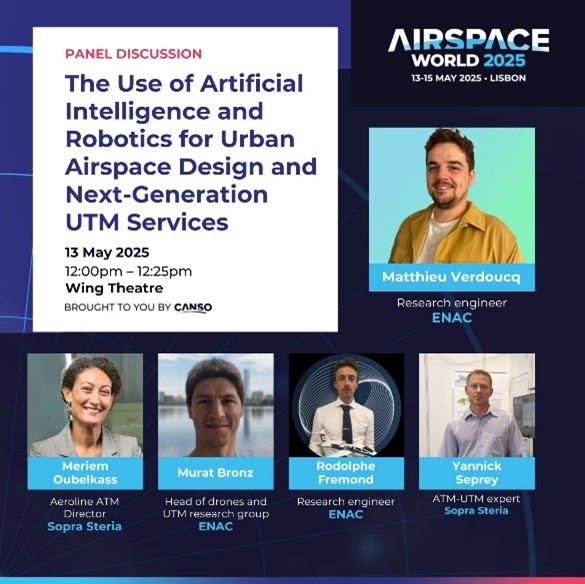 PANEL DISCUSSION
The Use of Artificial
Intelligence and
Robotics for Urban
Airspace Design and
Next-Generation
UTM Services
13 May 2025
12:00pm – 12:25pm
Wing Theatre
BROUGHT TO YOU BY CANSO
AIRSPACE
WORLD 2025
13-15 MAY 2025 • LISBON
Matthieu Verdoucq
Research engineer
ENAC
Meriem
Oubelkass
Aeroline ATM
Director
Sopra Steria
Murat Bronz
Head of drones and
UTM research group
ENAC
Rodolphe
Fremond
Research engineer
ENAC
Yannick
Seprey
ATM-UTM expert
Sopra Steria